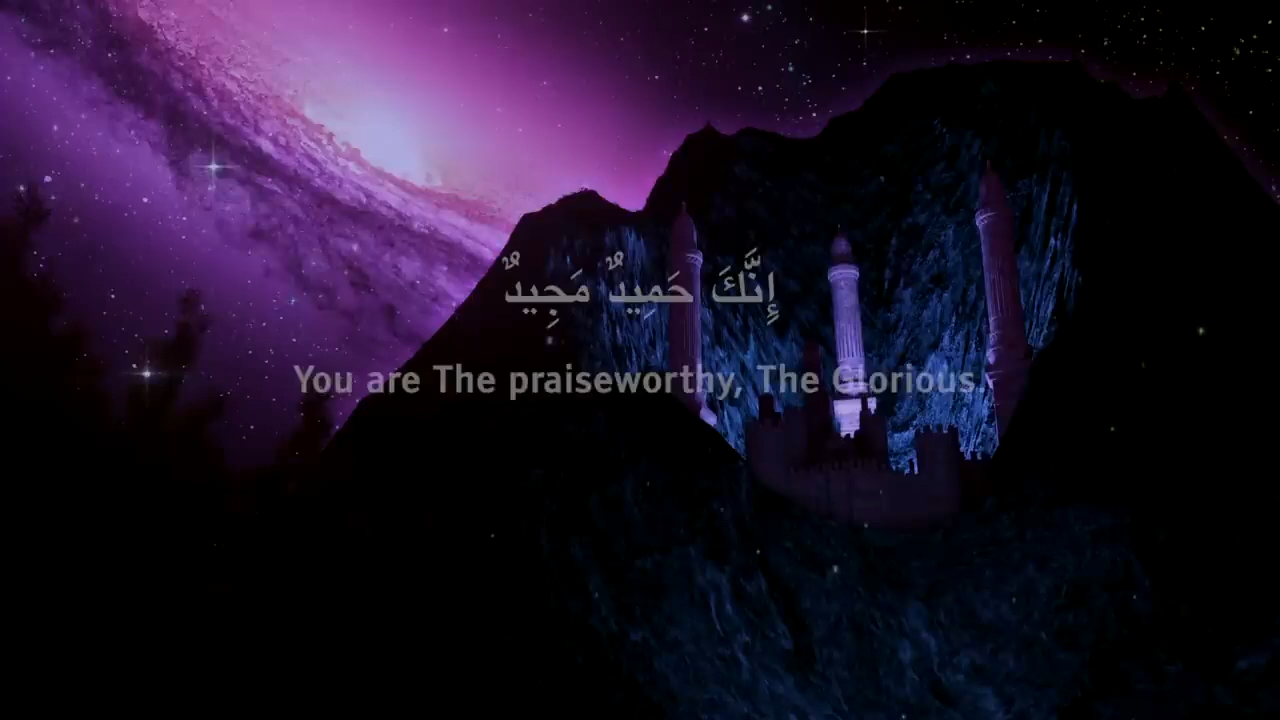 إِنَّكَ حَمِيدٌ مَجِيدٌ
You are The praiseworthy, The Glorious.